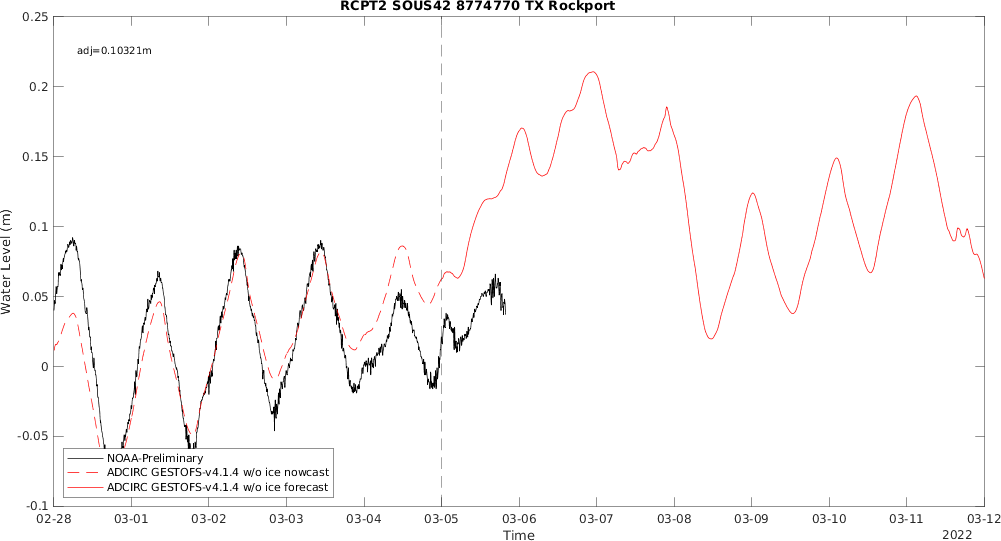 RCPT2 SOUS42 8774770 TX Rockport
adj=0.10321m
0.25
0.2
0.15
0.1
0.05
0
-0.05
-0.1
Water Level (m)
NOAA-Preliminary
ADCIRC GESTOFS-v4.1.4 w/o ice nowcast
ADCIRC GESTOFS-v4.1.4 w/o ice forecast
02-28 03-01 03-02 03-03 03-04 03-05 03-06 03-07 03-08 03-09 03-10 03-11 03-12
Time
2022